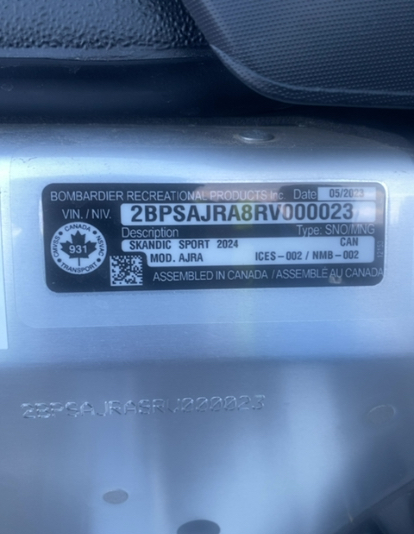 BOMBARDIER RECREATIONAL PRODUCTS Inc Date 05/2023
VIN. / NIV. 2BPSAJRA8RV000023
Description Type: SNO/MNG
SKANDIC SPORT 2024 CAN
MOD. AJRA ICES-002 / NMB-002
ASSEMBLED IN CANADA / ASSEMBLÉ AU CANADA
CANADA
931
TRANSPORT
2BPSAJRA8RV000023